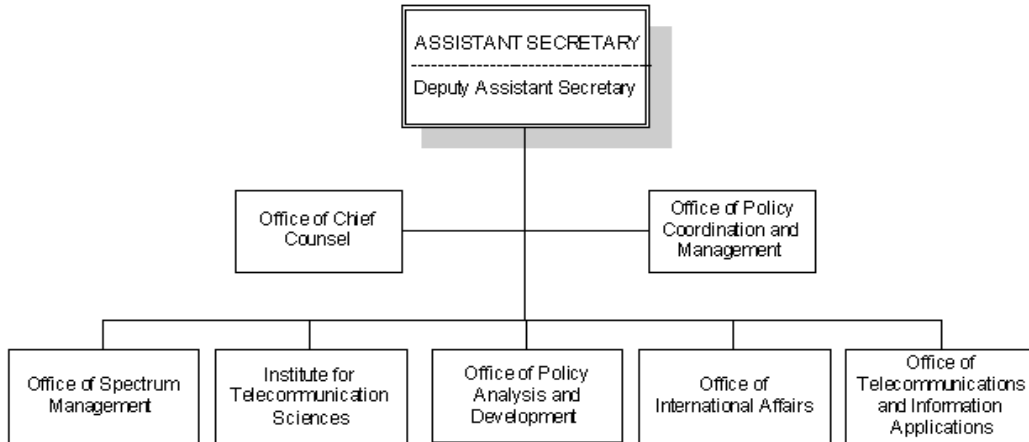 ASSISTANT SECRETARY
Deputy Assistant Secretary
Office of Chief
Counsel
Office of Policy
Coordination and
Management
Office of Spectrum
Management
Institute for
Telecommunication
Sciences
Office of Policy
Analysis and
Development
Office of
International Affairs
Office of
Telecommunications
and Information
Applications